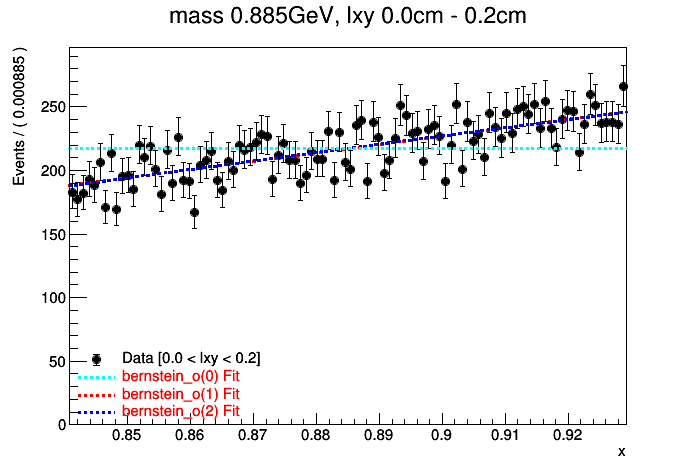 mass 0.885GeV, lxy 0.0cm - 0.2cm
Events / ( 0.000885 )
250
200
150
100
50
0
Data [0.0 < lxy < 0.2]
bernstein_o(0) Fit
bernstein_o(1) Fit
bernstein_o(2) Fit
0.85 0.86 0.87 0.88 0.89 0.9 0.91 0.92
x